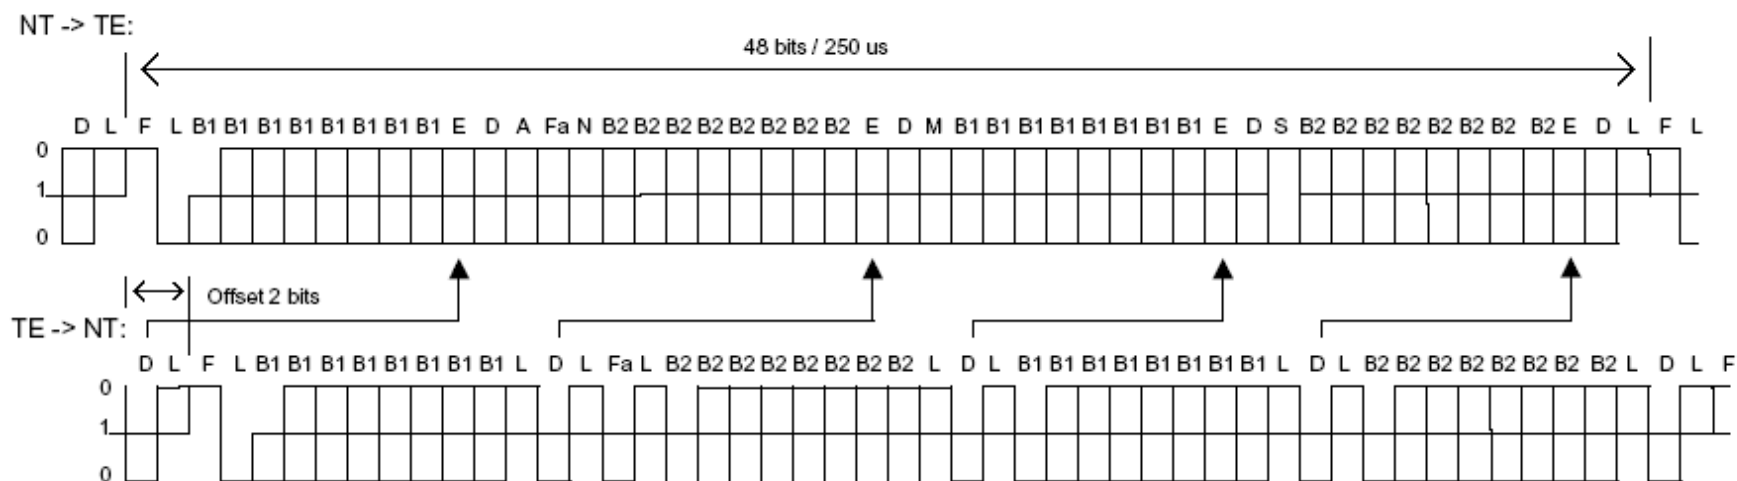 NT -> TE:
48 bits / 250 us
D L F L B1 B1 B1 B1 B1 B1 B1 B1 E D A Fa N B2 B2 B2 B2 B2 B2 B2 B2 E D M B1 B1 B1 B1 B1 B1 B1 B1 E D S B2 B2 B2 B2 B2 B2 B2 B2 E D L F L
0
1
0
Offset 2 bits
TE -> NT:
D L F L B1 B1 B1 B1 B1 B1 B1 B1 L D L Fa L B2 B2 B2 B2 B2 B2 B2 B2 L D L B1 B1 B1 B1 B1 B1 B1 B1 L D L B2 B2 B2 B2 B2 B2 B2 B2 L D L F
0
1
0